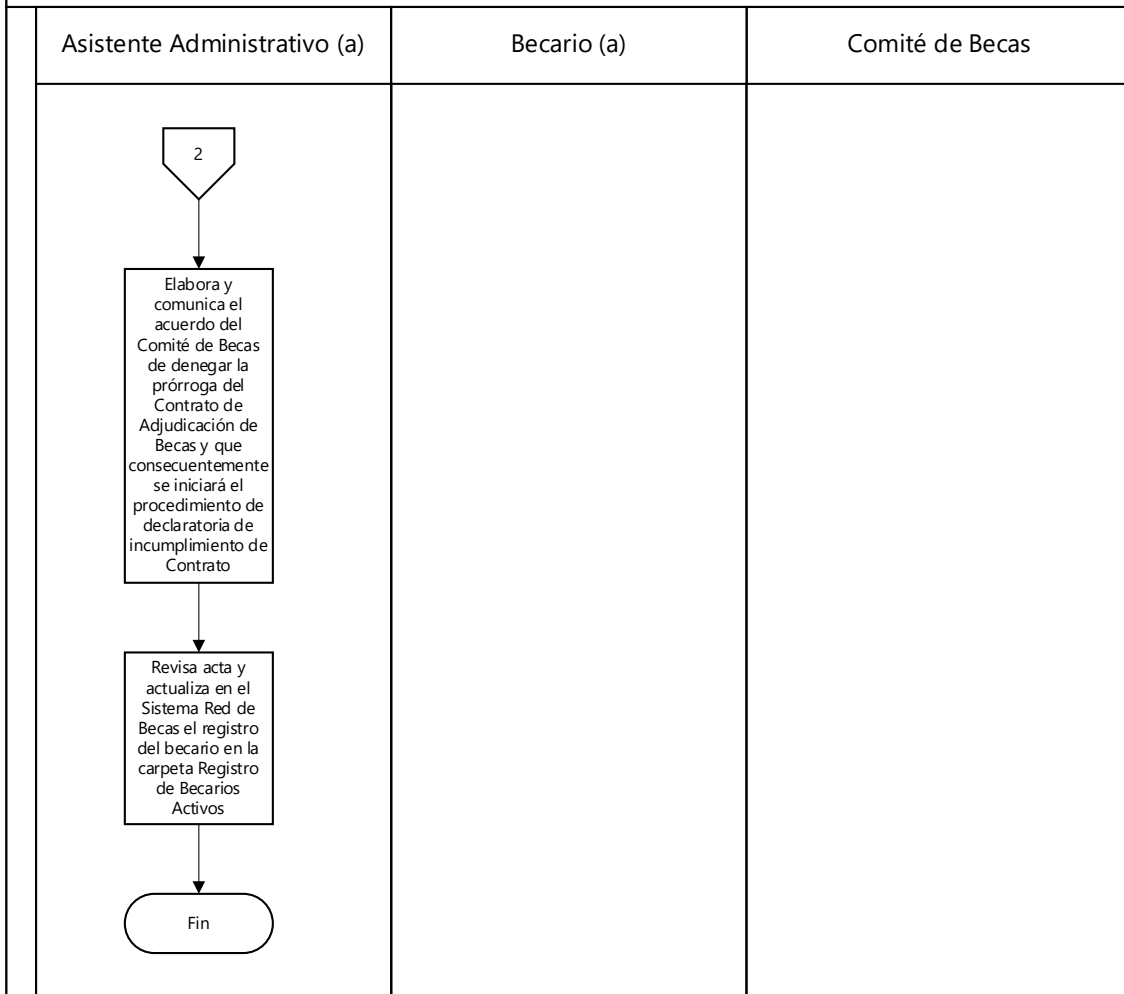 Asistente Administrativo (a)
Becario (a)
Comité de Becas
2
Elabora y
comunica el
acuerdo del
Comité de Becas
de denegar la
prórroga del
Contrato de
Adjudicación de
Becas y que
consecuentemente
se iniciará el
procedimiento de
declaratoria de
incumplimiento de
Contrato
Revisa acta y
actualiza en el
Sistema Red de
Becas el registro
del becario en la
carpeta Registro
de Becarios
Activos
Fin